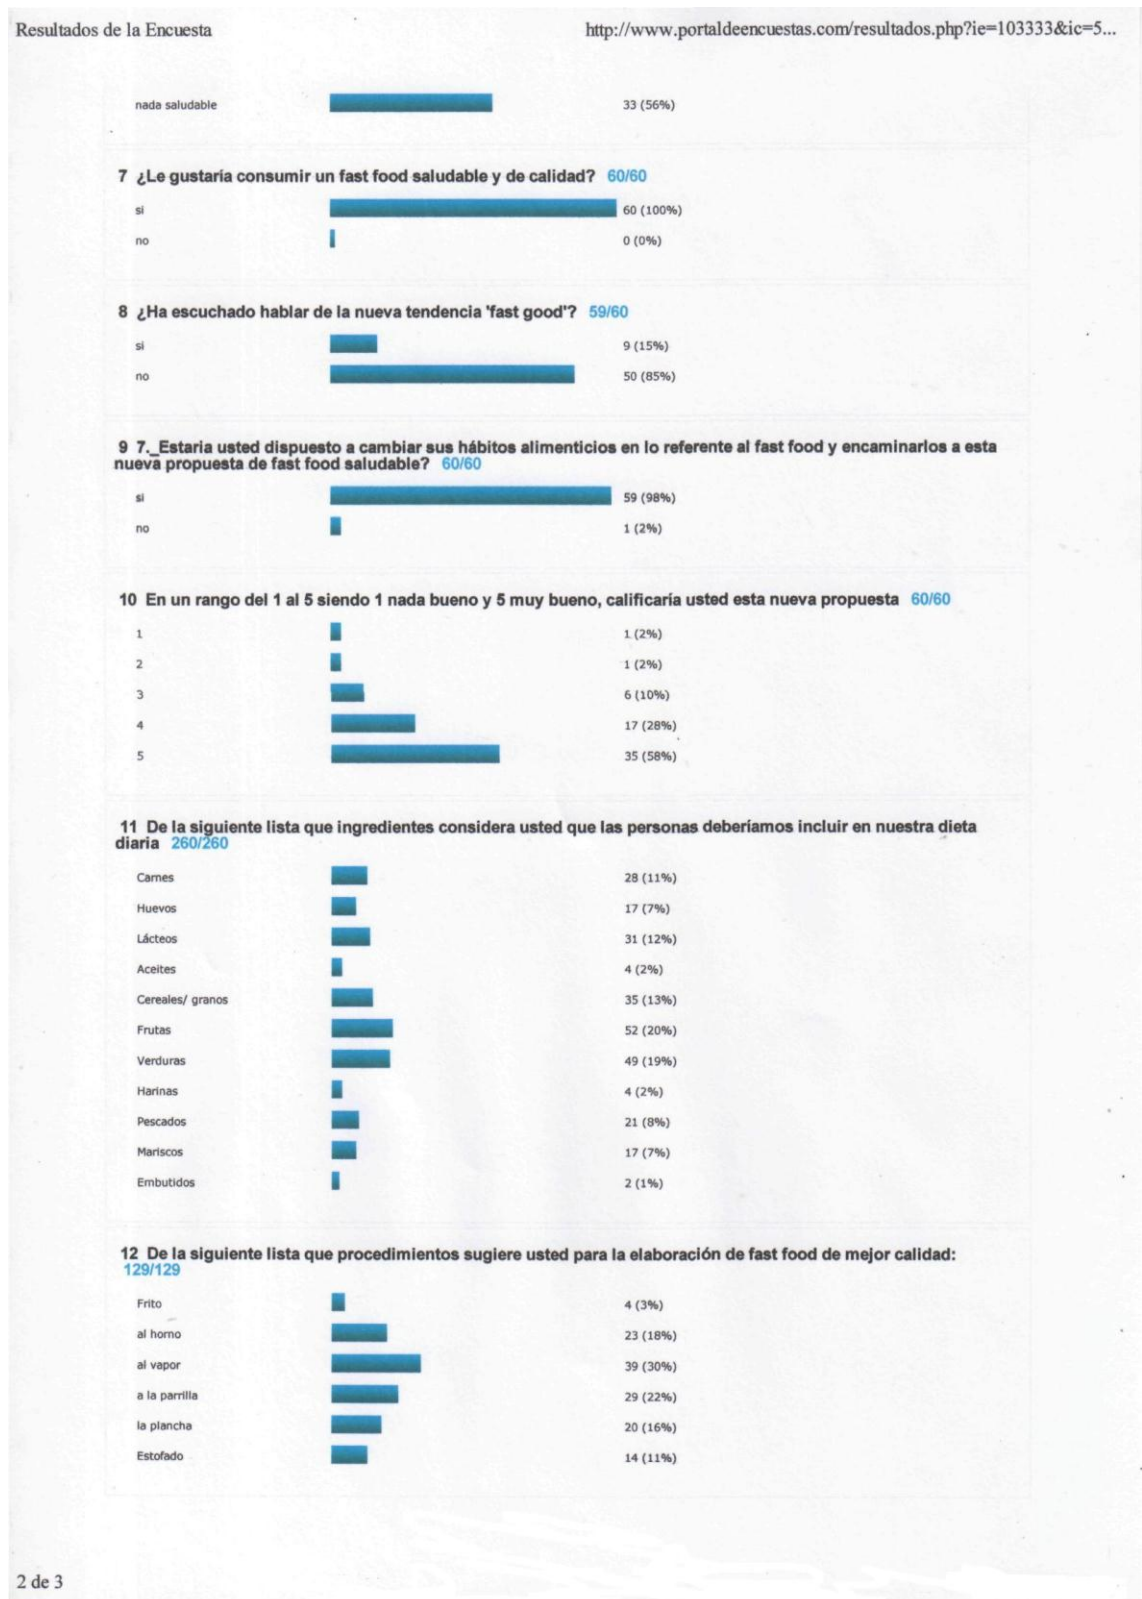 Resultados de la Encuesta
http://www.portaldeencuestas.com/resultados.php?ie=103333&ic=5...
nada saludable 33 (56%)
7 ¿Le gustaría consumir un fast food saludable y de calidad? 60/60
si 60 (100%)
no 0 (0%)
8 ¿Ha escuchado hablar de la nueva tendencia 'fast good'? 59/60
si 9 (15%)
no 50 (85%)
9 7._Estaria usted dispuesto a cambiar sus hábitos alimenticios en lo referente al fast food y encaminarlos a esta
nueva propuesta de fast food saludable? 60/60
si 59 (98%)
no 1 (2%)
10 En un rango del 1 al 5 siendo 1 nada bueno y 5 muy bueno, calificaría usted esta nueva propuesta 60/60
1 1 (2%)
2 1 (2%)
3 6 (10%)
4 17 (28%)
5 35 (58%)
11 De la siguiente lista que ingredientes considera usted que las personas deberíamos incluir en nuestra dieta
diaria 260/260
Carnes 28 (11%)
Huevos 17 (7%)
Lácteos 31 (12%)
Aceites 4 (2%)
Cereales/ granos 35 (13%)
Frutas 52 (20%)
Verduras 49 (19%)
Harinas 4 (2%)
Pescados 21 (8%)
Mariscos 17 (7%)
Embutidos 2 (1%)
12 De la siguiente lista que procedimientos sugiere usted para la elaboración de fast food de mejor calidad:
129/129
Frito 4 (3%)
al horno 23 (18%)
al vapor 39 (30%)
a la parrilla 29 (22%)
la plancha 20 (16%)
Estofado 14 (11%)
2 de 3